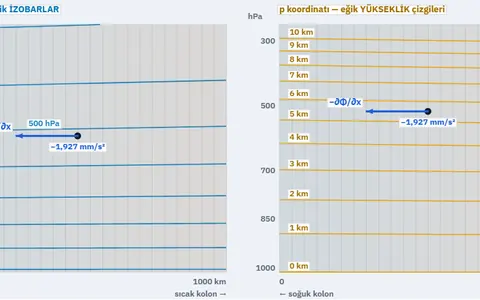 ik İZOBARLAR
∂x
500 hPa
−1,927 mm/s²
1000 km
sıcak kolon →
p koordinatı — eğik YÜKSEKLİK çizgileri
hPa
300
500
700
850
1000
10 km
9 km
8 km
7 km
6 km
5 km
4 km
3 km
2 km
1 km
0 km
−∂Φ/∂x
−1,927 mm/s²
0
← soğuk kolon